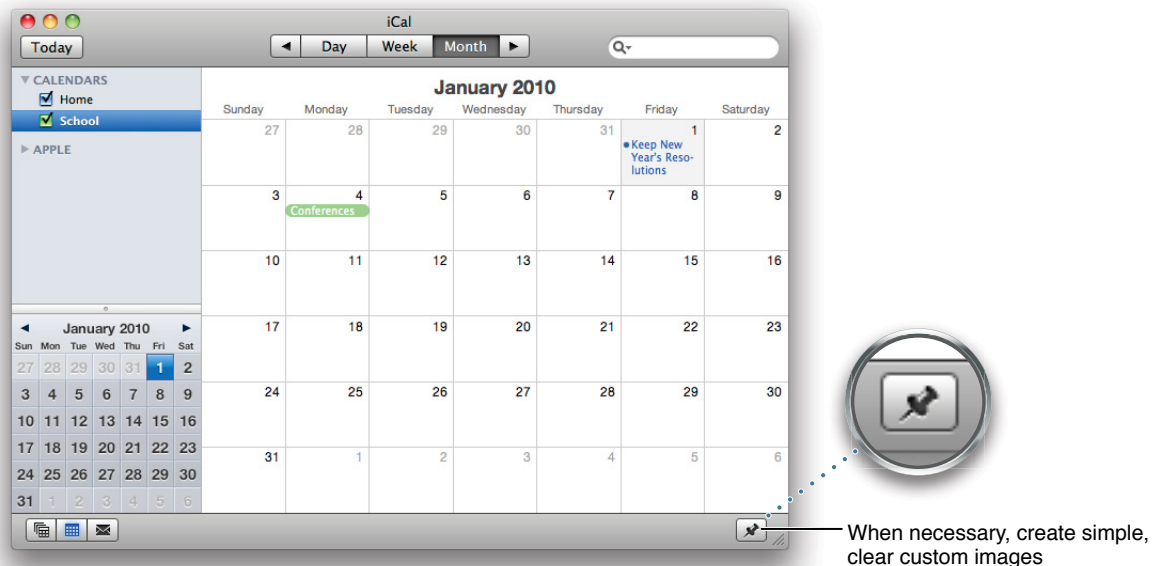 iCal
Today
Day Week Month
CALENDARS
Home
School
APPLE
January 2010
Sunday Monday Tuesday Wednesday Thursday Friday Saturday
27 28 29 30 31 1 2
Keep New
Year's Reso-
lutions
3 4 5 6 7 8 9
Conferences
10 11 12 13 14 15 16
17 18 19 20 21 22 23
24 25 26 27 28 29 30
31 1 2 3 4 5 6
January 2010
Sun Mon Tue Wed Thu Fri Sat
27 28 29 30 31 1 2
3 4 5 6 7 8 9
10 11 12 13 14 15 16
17 18 19 20 21 22 23
24 25 26 27 28 29 30
31 1 2 3 4 5 6
When necessary, create simple,
clear custom images